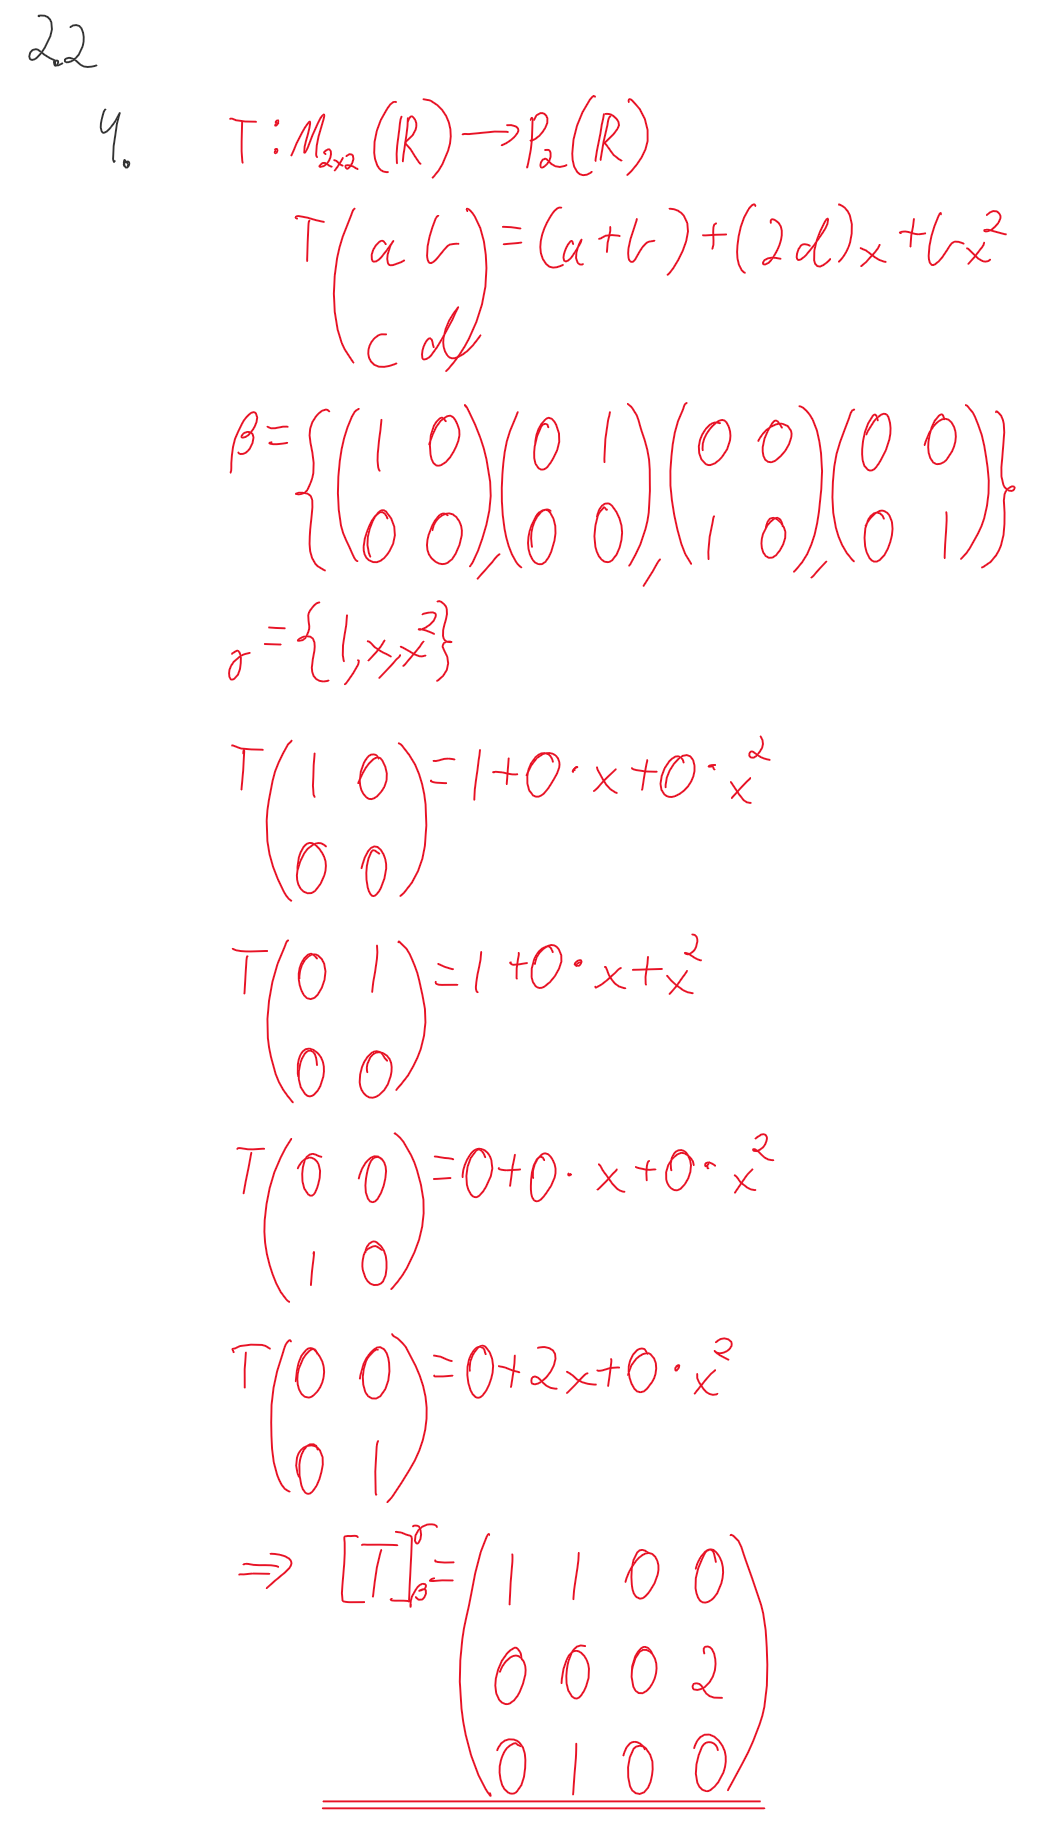 2.2
4. T: M₂ₓ₂(ℝ) → P₂(ℝ)
T(a b; c d) = (a+b) + (2d)x + bx²
β = {(1 0; 0 0), (0 1; 0 0), (0 0; 1 0), (0 0; 0 1)}
γ = {1, x, x²}
T(1 0; 0 0) = 1 + 0·x + 0·x²
T(0 1; 0 0) = 1 + 0·x + x²
T(0 0; 1 0) = 0 + 0·x + 0·x²
T(0 0; 0 1) = 0 + 2x + 0·x²
⇒ [T]_β^γ = (1 1 0 0; 0 0 0 2; 0 1 0 0)